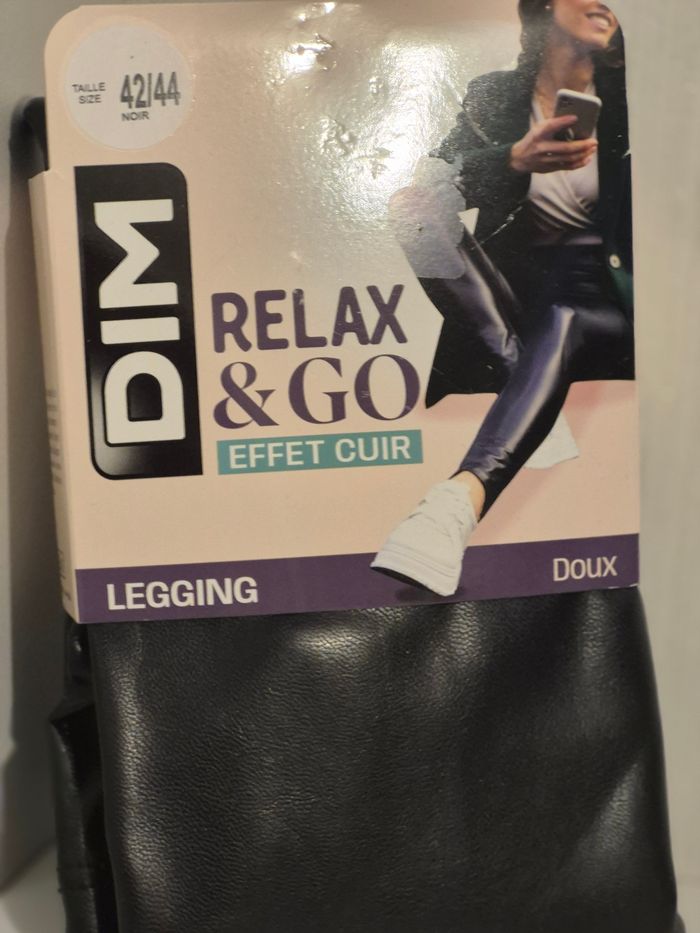 TAILLE
SIZE
42/44
NOIR
DIM
RELAX
& GO
EFFET CUIR
LEGGING
Doux